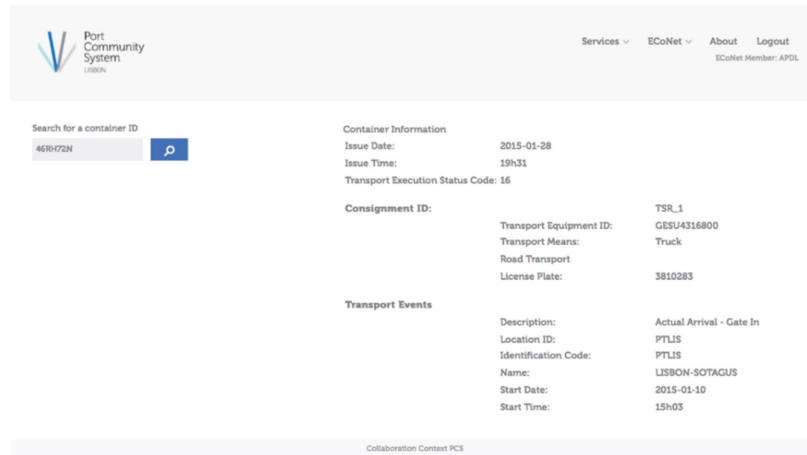 Port
Community
System
LISBON
Services ECoNet About Logout
ECoNet Member: APDL
Search for a container ID
46RH72N
Container Information
Issue Date: 2015-01-28
Issue Time: 19h31
Transport Execution Status Code: 16
Consignment ID: TSR_1
Transport Equipment ID: GESU4316800
Transport Means: Truck
Road Transport
License Plate: 3810283
Transport Events
Description: Actual Arrival - Gate In
Location ID: PTLIS
Identification Code: PTLIS
Name: LISBON-SOTAGUS
Start Date: 2015-01-10
Start Time: 15h03
Collaboration Context PCS